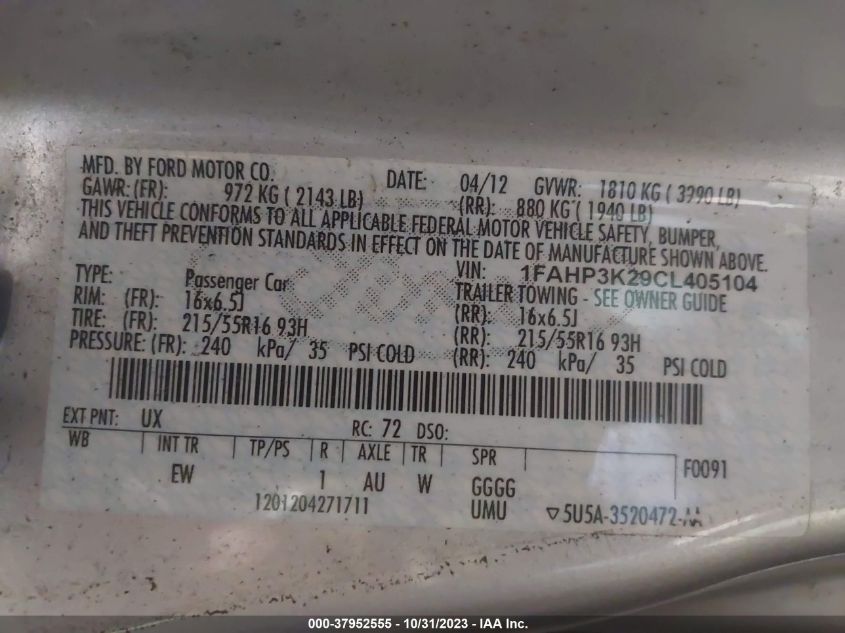 MFD. BY FORD MOTOR CO. DATE: 04/12 GVWR: 1810 KG ( 3990 LB)
GAWR: (FR): 972 KG ( 2143 LB) (RR): 880 KG ( 1940 LB)
THIS VEHICLE CONFORMS TO ALL APPLICABLE FEDERAL MOTOR VEHICLE SAFETY, BUMPER,
AND THEFT PREVENTION STANDARDS IN EFFECT ON THE DATE OF MANUFACTURE SHOWN ABOVE.
VIN: 1FAHP3K29CL405104
TYPE: Passenger Car TRAILER TOWING - SEE OWNER GUIDE
RIM: (FR): 16x6.5J (RR): 16x6.5J
TIRE: (FR): 215/55R16 93H (RR): 215/55R16 93H
PRESSURE: (FR): 240 kPa/ 35 PSI COLD (RR): 240 kPa/ 35 PSI COLD
EXT PNT: UX RC: 72 DSO:
WB INT TR TP/PS R AXLE TR SPR F0091
EW 1 AU W GGGG
1201204271711 UMU ▽5U5A-3520472-AA
000-37952555 - 10/31/2023 - IAA Inc.